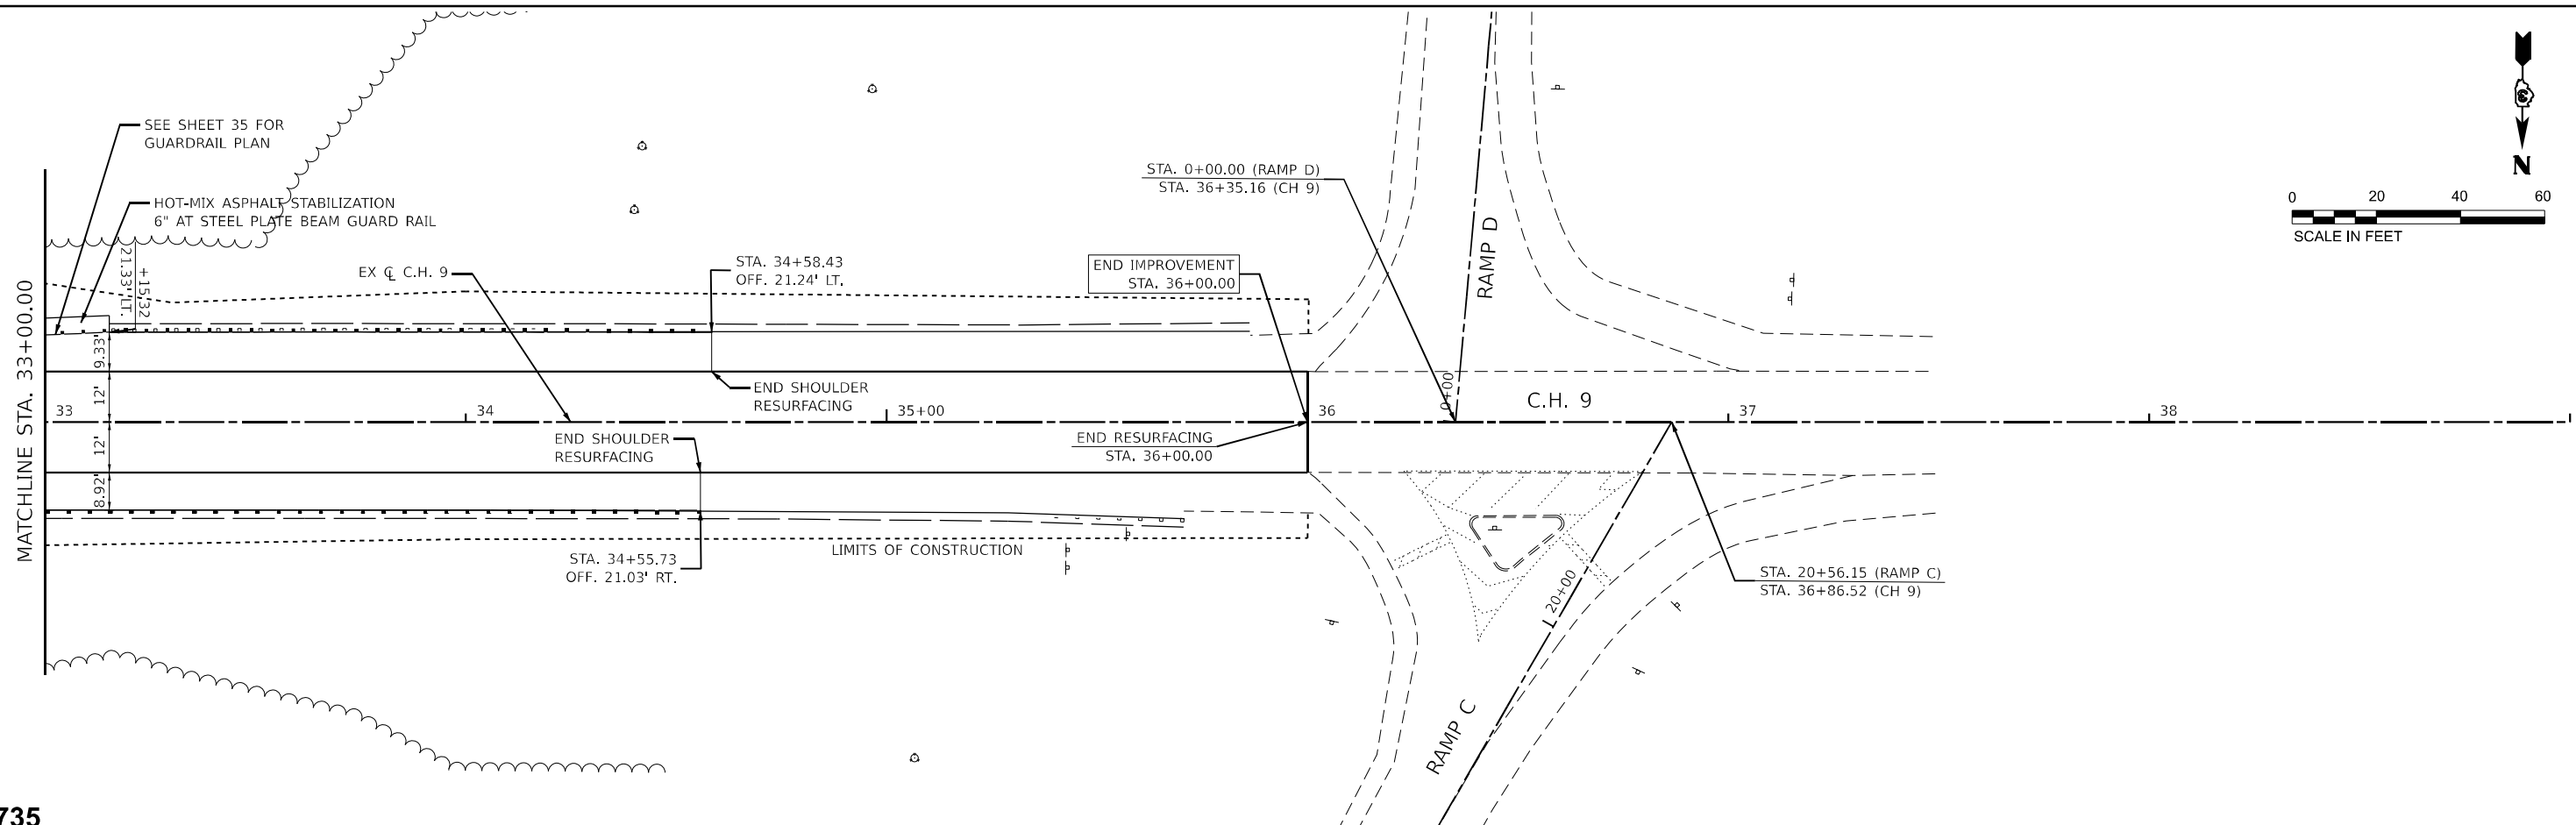 SEE SHEET 35 FOR
GUARDRAIL PLAN
HOT-MIX ASPHALT STABILIZATION
6" AT STEEL PLATE BEAM GUARD RAIL
+15.32
21.33' LT.
EX ℄ C.H. 9
STA. 34+58.43
OFF. 21.24' LT.
END IMPROVEMENT
STA. 36+00.00
STA. 0+00.00 (RAMP D)
STA. 36+35.16 (CH 9)
RAMP D
N
0 20 40 60
SCALE IN FEET
MATCHLINE STA. 33+00.00
9.33'
12'
12'
8.92'
END SHOULDER
RESURFACING
33
34
35+00
36
0+00
C.H. 9
37
38
END SHOULDER
RESURFACING
END RESURFACING
STA. 36+00.00
STA. 34+55.73
OFF. 21.03' RT.
LIMITS OF CONSTRUCTION
20+00
STA. 20+56.15 (RAMP C)
STA. 36+86.52 (CH 9)
RAMP C
735